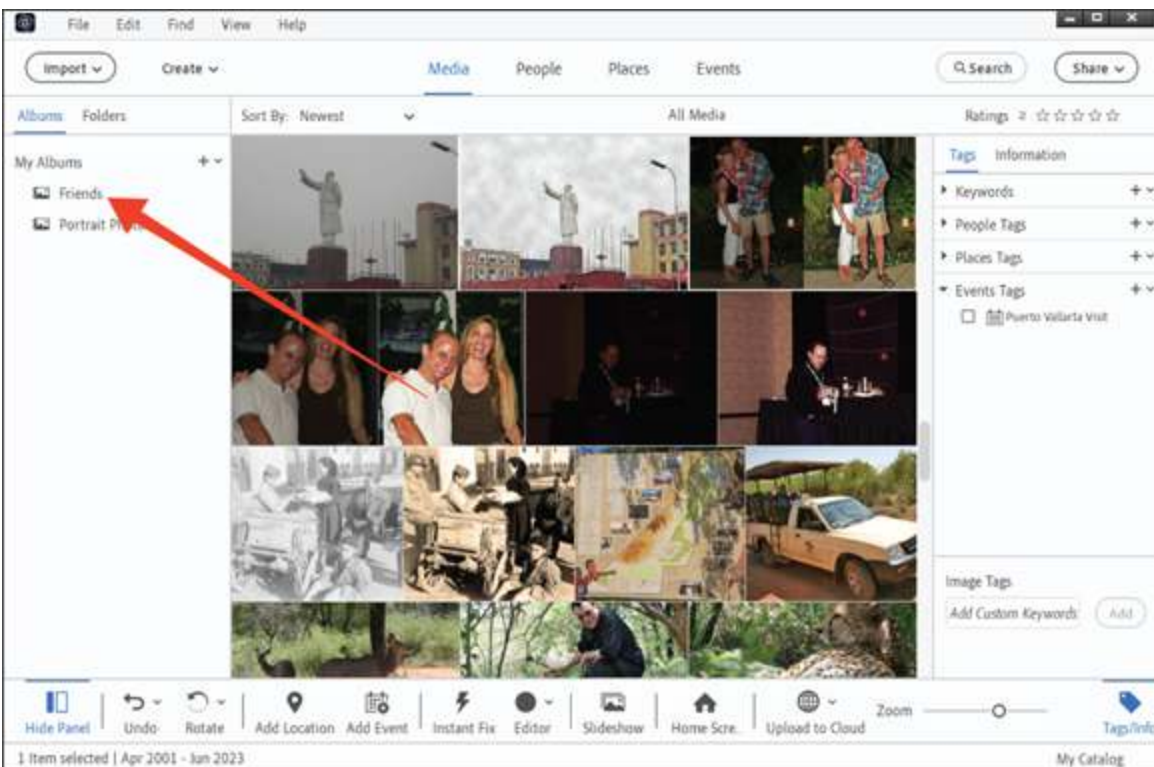 File Edit Find View Help
Import Create Media People Places Events Search Share
Albums Folders Sort By: Newest All Media Ratings ≥
My Albums
Friends
Portrait
Tags Information
Keywords
People Tags
Places Tags
Events Tags
Puerto Vallarta Visit
Image Tags
Add Custom Keywords Add
Hide Panel Undo Rotate Add Location Add Event Instant Fix Editor Slideshow Home Scre. Upload to Cloud Zoom Tags/Info
1 Item selected | Apr 2001 - Jun 2023 My Catalog